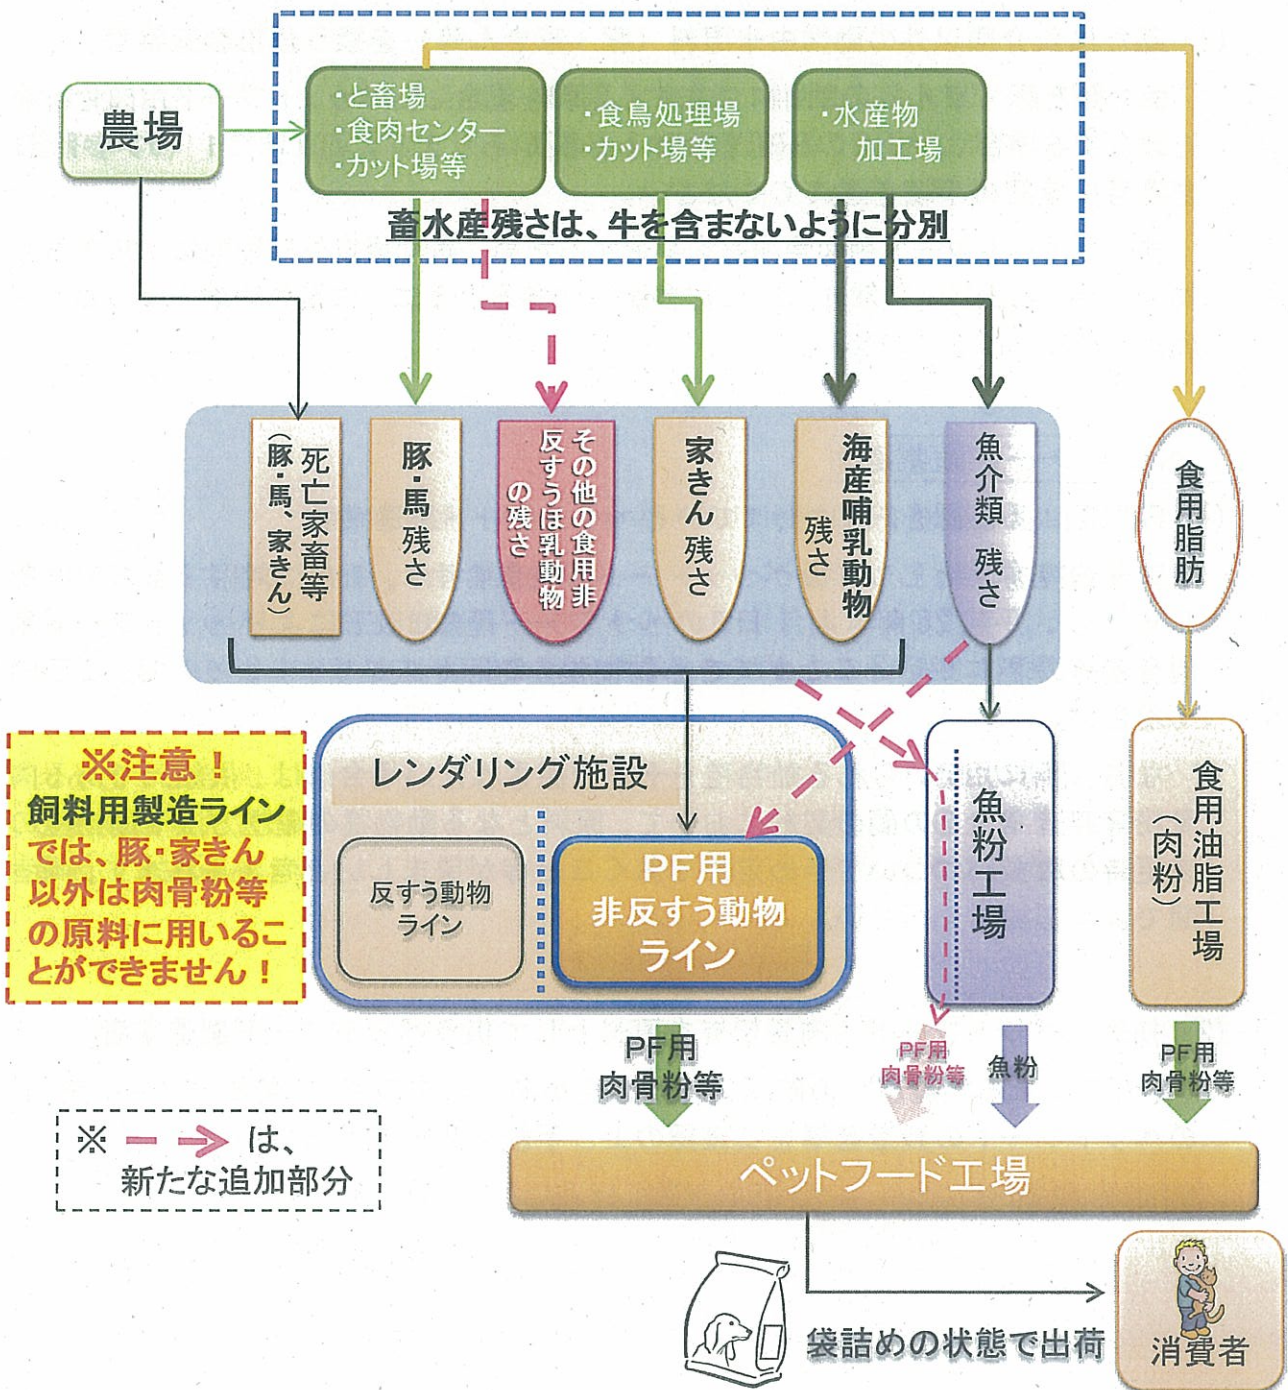 農場
・と畜場
・食肉センター
・カット場等
・食鳥処理場
・カット場等
・水産物
加工場
畜水産残さは、牛を含まないように分別
死亡家畜等
（豚・馬、家きん）
豚・馬 残さ
その他の食用非
反すうほ乳動物
の残さ
家きん 残さ
海産哺乳動物
残さ
魚介類 残さ
食用脂肪
※注意！
飼料用製造ライン
では、豚・家きん
以外は肉骨粉等
の原料に用いるこ
とができません！
レンダリング施設
反すう動物
ライン
PF用
非反すう動物
ライン
魚粉工場
食用油脂工場
（肉粉）
PF用
肉骨粉等
PF用
肉骨粉等
魚粉
PF用
肉骨粉等
※ は、
新たな追加部分
ペットフード工場
袋詰めの状態で出荷
消費者